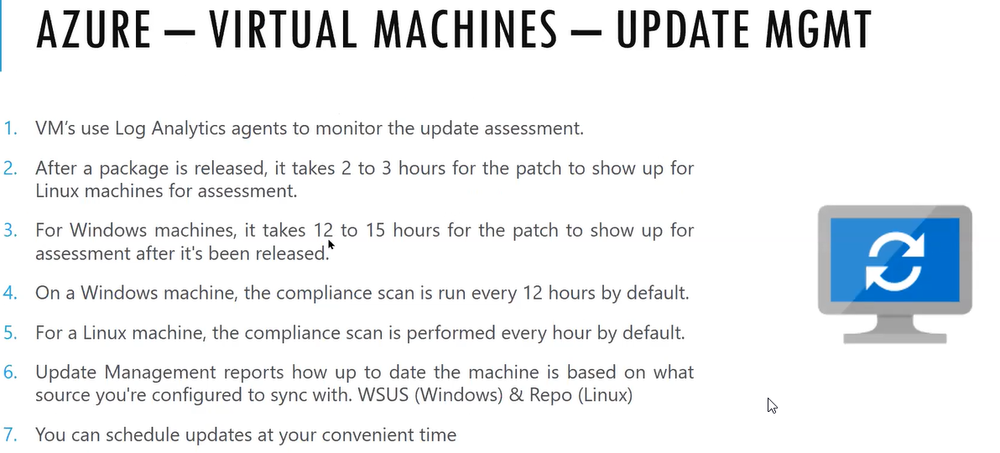 AZURE — VIRTUAL MACHINES — UPDATE MGMT
1. VM‘s use Log Analytics agents to monitor the update assessment.
2. After a package is released, it takes 2 to 3 hours for the patch to show up for
Linux machines for assessment.
3. For Windows machines, it takes 12 to 15 hours for the patch to show up for
assessment after it's been released.
4. On a Windows machine, the compliance scan is run every 12 hours by default.
5. For a Linux machine, the compliance scan is performed every hour by default.
6. Update Management reports how up to date the machine is based on what
source you're configured to sync with. WSUS (Windows) & Repo (Linux)
7. You can schedule updates at your convenient time